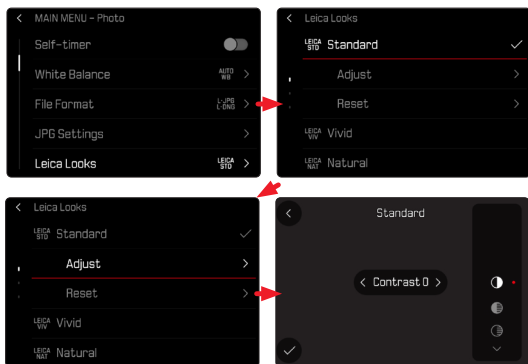 MAIN MENU - Photo
Self-timer
White Balance AUTO WB
File Format L-JPG L-DNG
JPG Settings
Leica Looks LEICA STD
Leica Looks
LEICA STD Standard
Adjust
Reset
LEICA VIV Vivid
LEICA NAT Natural
Leica Looks
LEICA STD Standard
Adjust
Reset
LEICA VIV Vivid
LEICA NAT Natural
Standard
Contrast 0